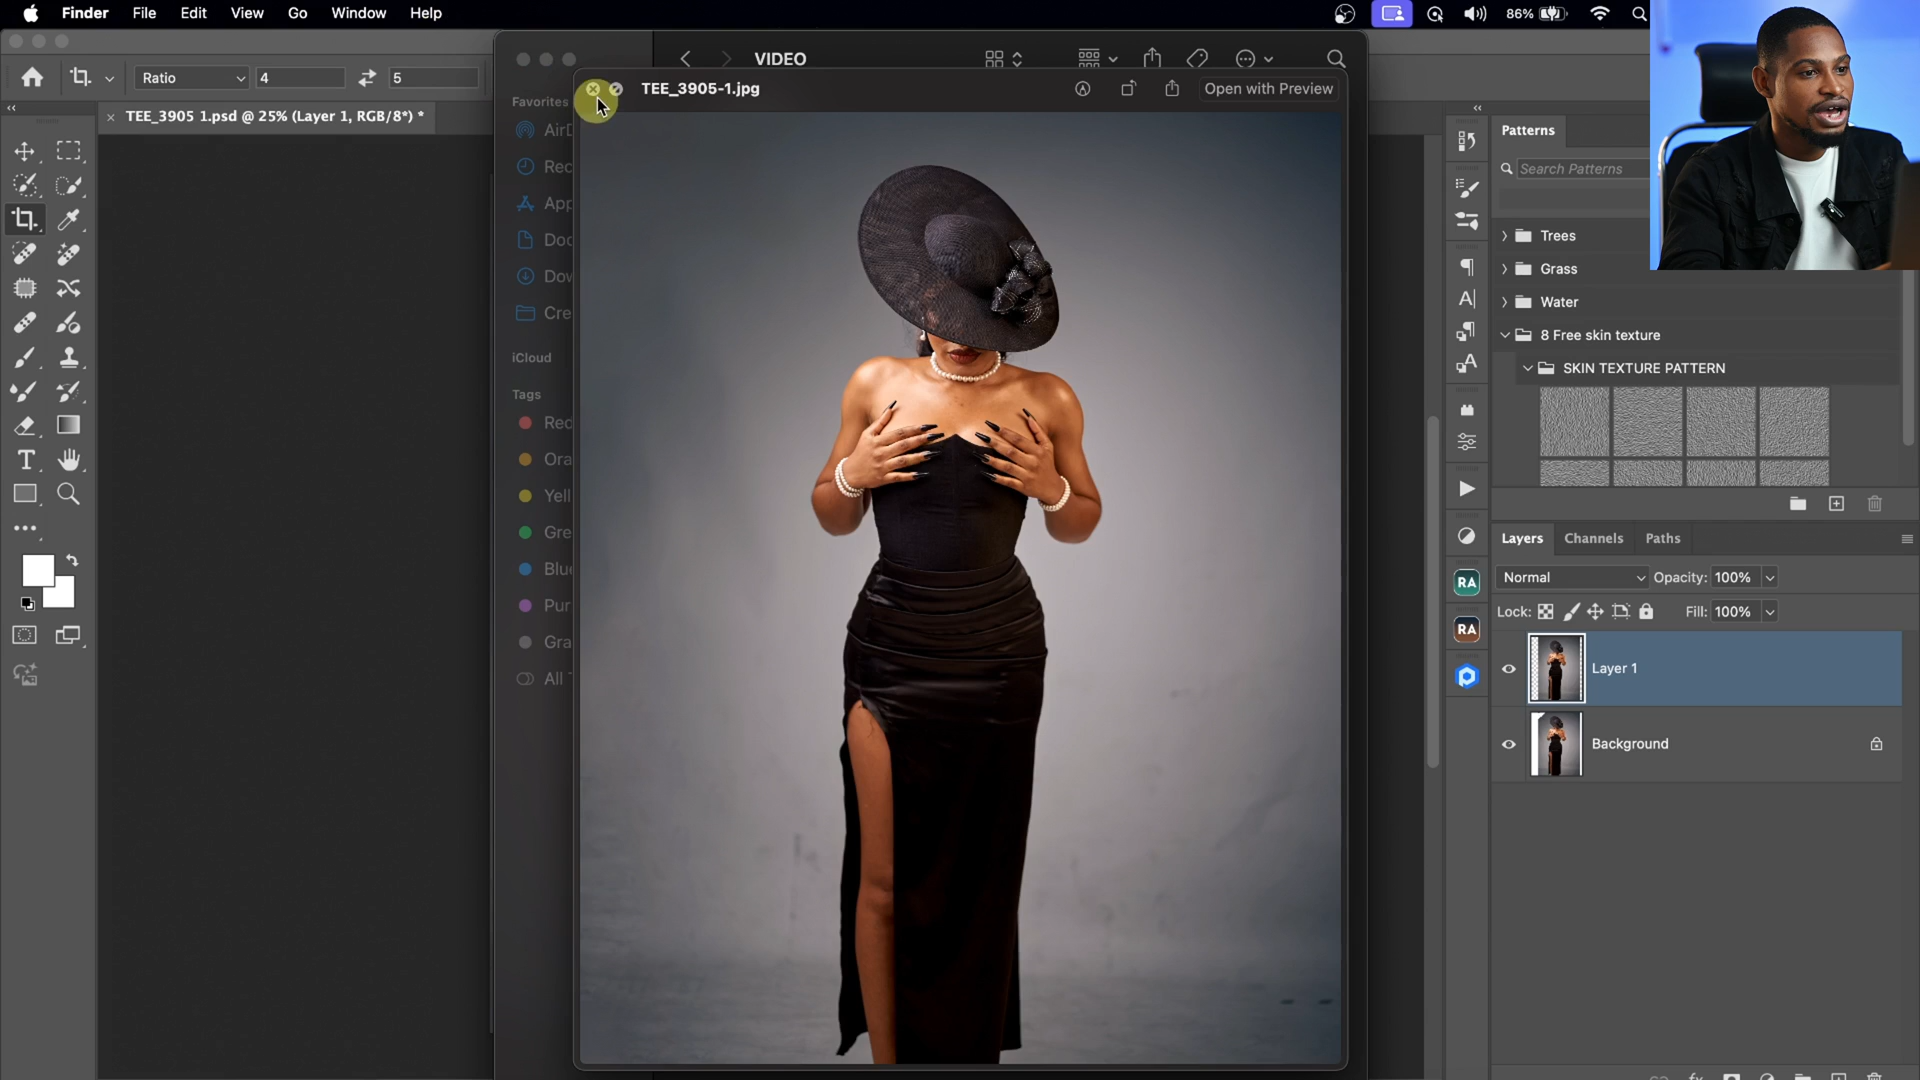 Finder File Edit View Go Window Help 86%
Ratio 4 5
VIDEO
TEE_3905-1.jpg Open with Preview
TEE_3905 1.psd @ 25% (Layer 1, RGB/8*) *
Favorites
AirD
Rec
App
Doc
Dow
Cre
iCloud
Tags
Red
Ora
Yell
Gre
Blue
Pur
Gra
All T
Patterns
Search Patterns
Trees
Grass
Water
8 Free skin texture
SKIN TEXTURE PATTERN
Layers Channels Paths
Normal Opacity: 100%
Lock: Fill: 100%
RA
RA
Layer 1
Background